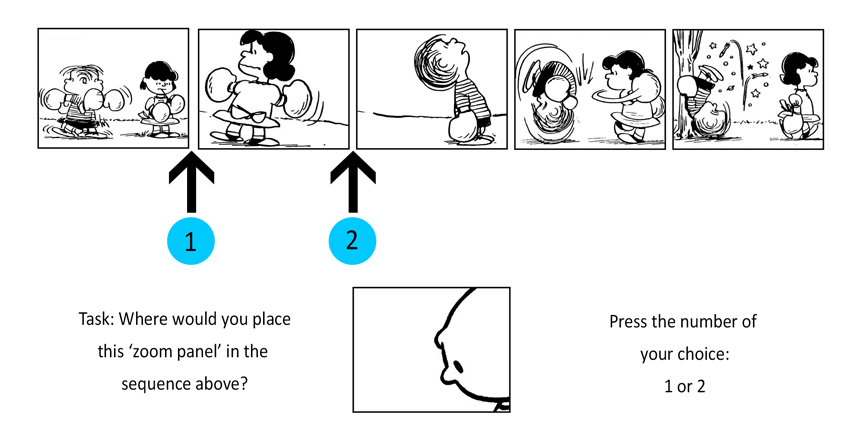 1
2
Task: Where would you place
this ‘zoom panel’ in the
sequence above?
Press the number of
your choice:
1 or 2